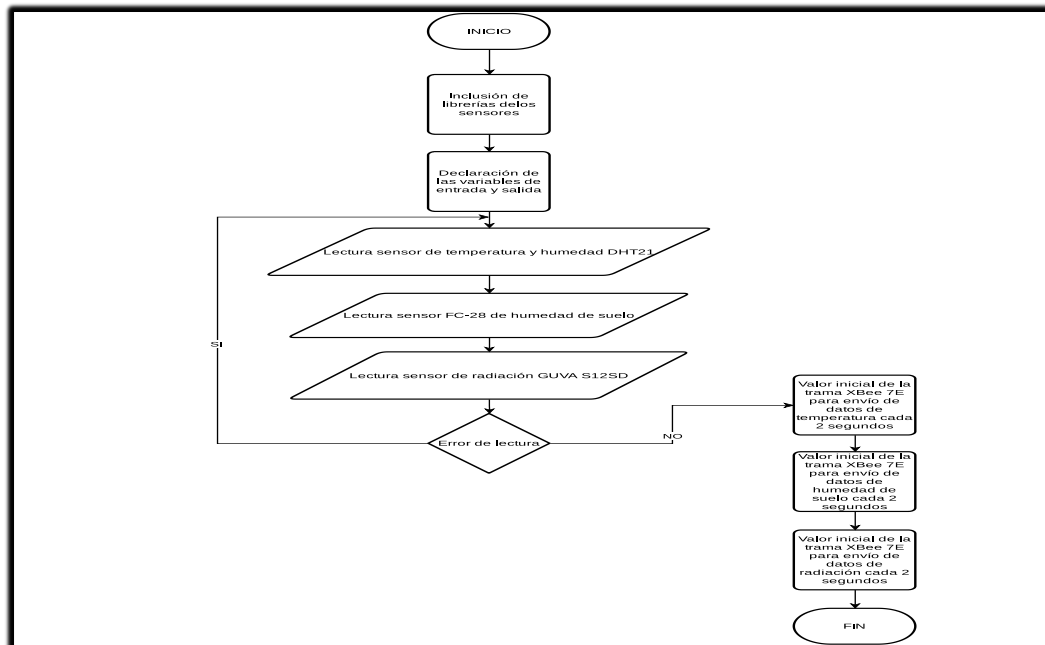 INICIO
Inclusión de
librerías delos
sensores
Declaración de
las variables de
entrada y salida
Lectura sensor de temperatura y humedad DHT21
Lectura sensor FC-28 de humedad de suelo
SI
Lectura sensor de radiación GUVA S12SD
Error de lectura
NO
Valor inicial de la
trama XBee 7E
para envío de
datos de
temperatura cada
2 segundos
Valor inicial de la
trama XBee 7E
para envío de
datos de
humedad de
suelo cada 2
segundos
Valor inicial de la
trama XBee 7E
para envío de
datos de
radiación cada 2
segundos
FIN